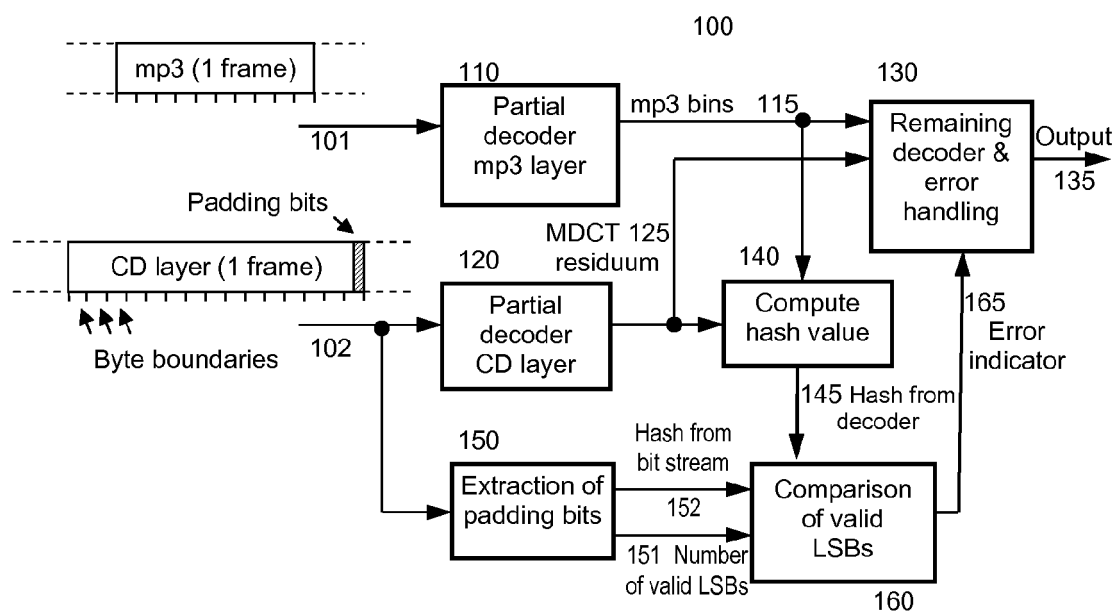 100
mp3 (1 frame)
110
130
Partial
decoder
mp3 layer
mp3 bins
115
Remaining
decoder &
error
handling
Output
135
101
Padding bits
CD layer (1 frame)
MDCT 125
residuum
120
140
Partial
decoder
CD layer
Compute
hash value
165
Error
indicator
Byte boundaries
102
145 Hash from
decoder
150
Hash from
bit stream
Extraction of
padding bits
152
Comparison
of valid
LSBs
151 Number
of valid LSBs
160